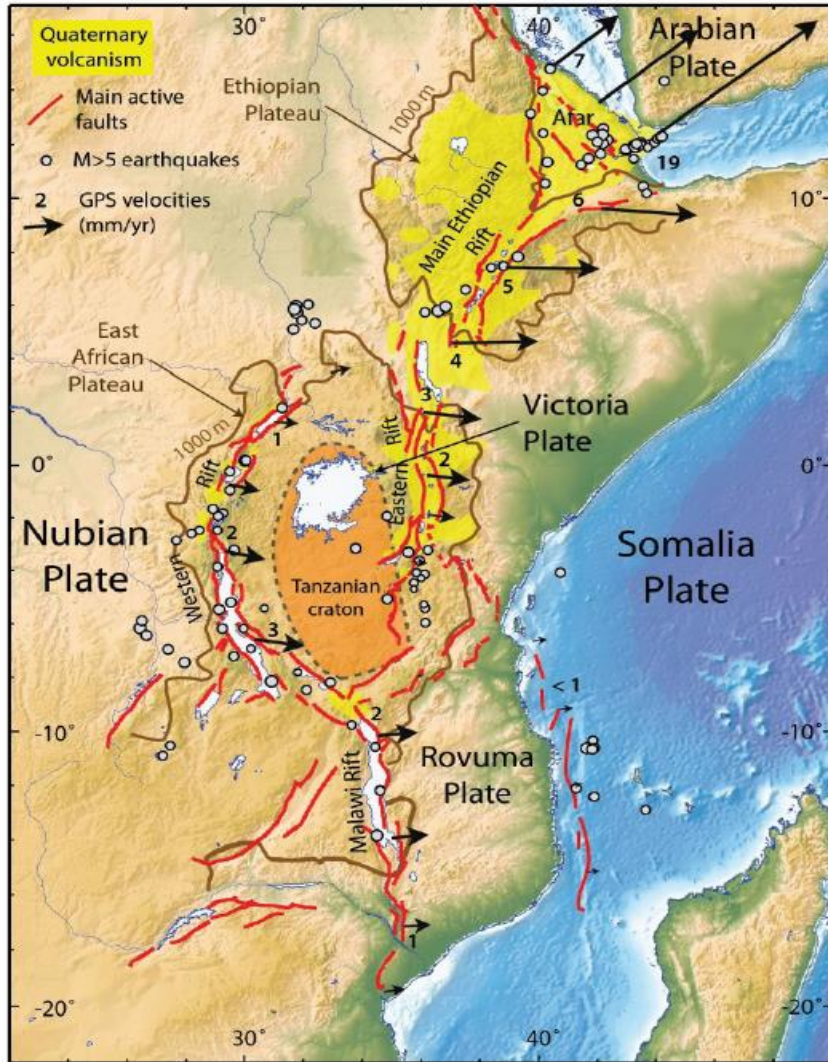 30°
40°
Quaternary
volcanism
Main active
faults
M>5 earthquakes
2 GPS velocities
(mm/yr)
Ethiopian
Plateau
1000 m
7
Arabian
Plate
Afar
19
10°
10°
6
Main Ethiopian
Rift
5
4
East
African
Plateau
1000 m
3
Victoria
Plate
1
Rift
Rift
0°
0°
2
Eastern
Nubian
Plate
Somalia
Plate
2
Western
Tanzanian
craton
3
< 1
2
-10°
-10°
Rovuma
Plate
Malawi Rift
1
-20°
-20°
30°
40°